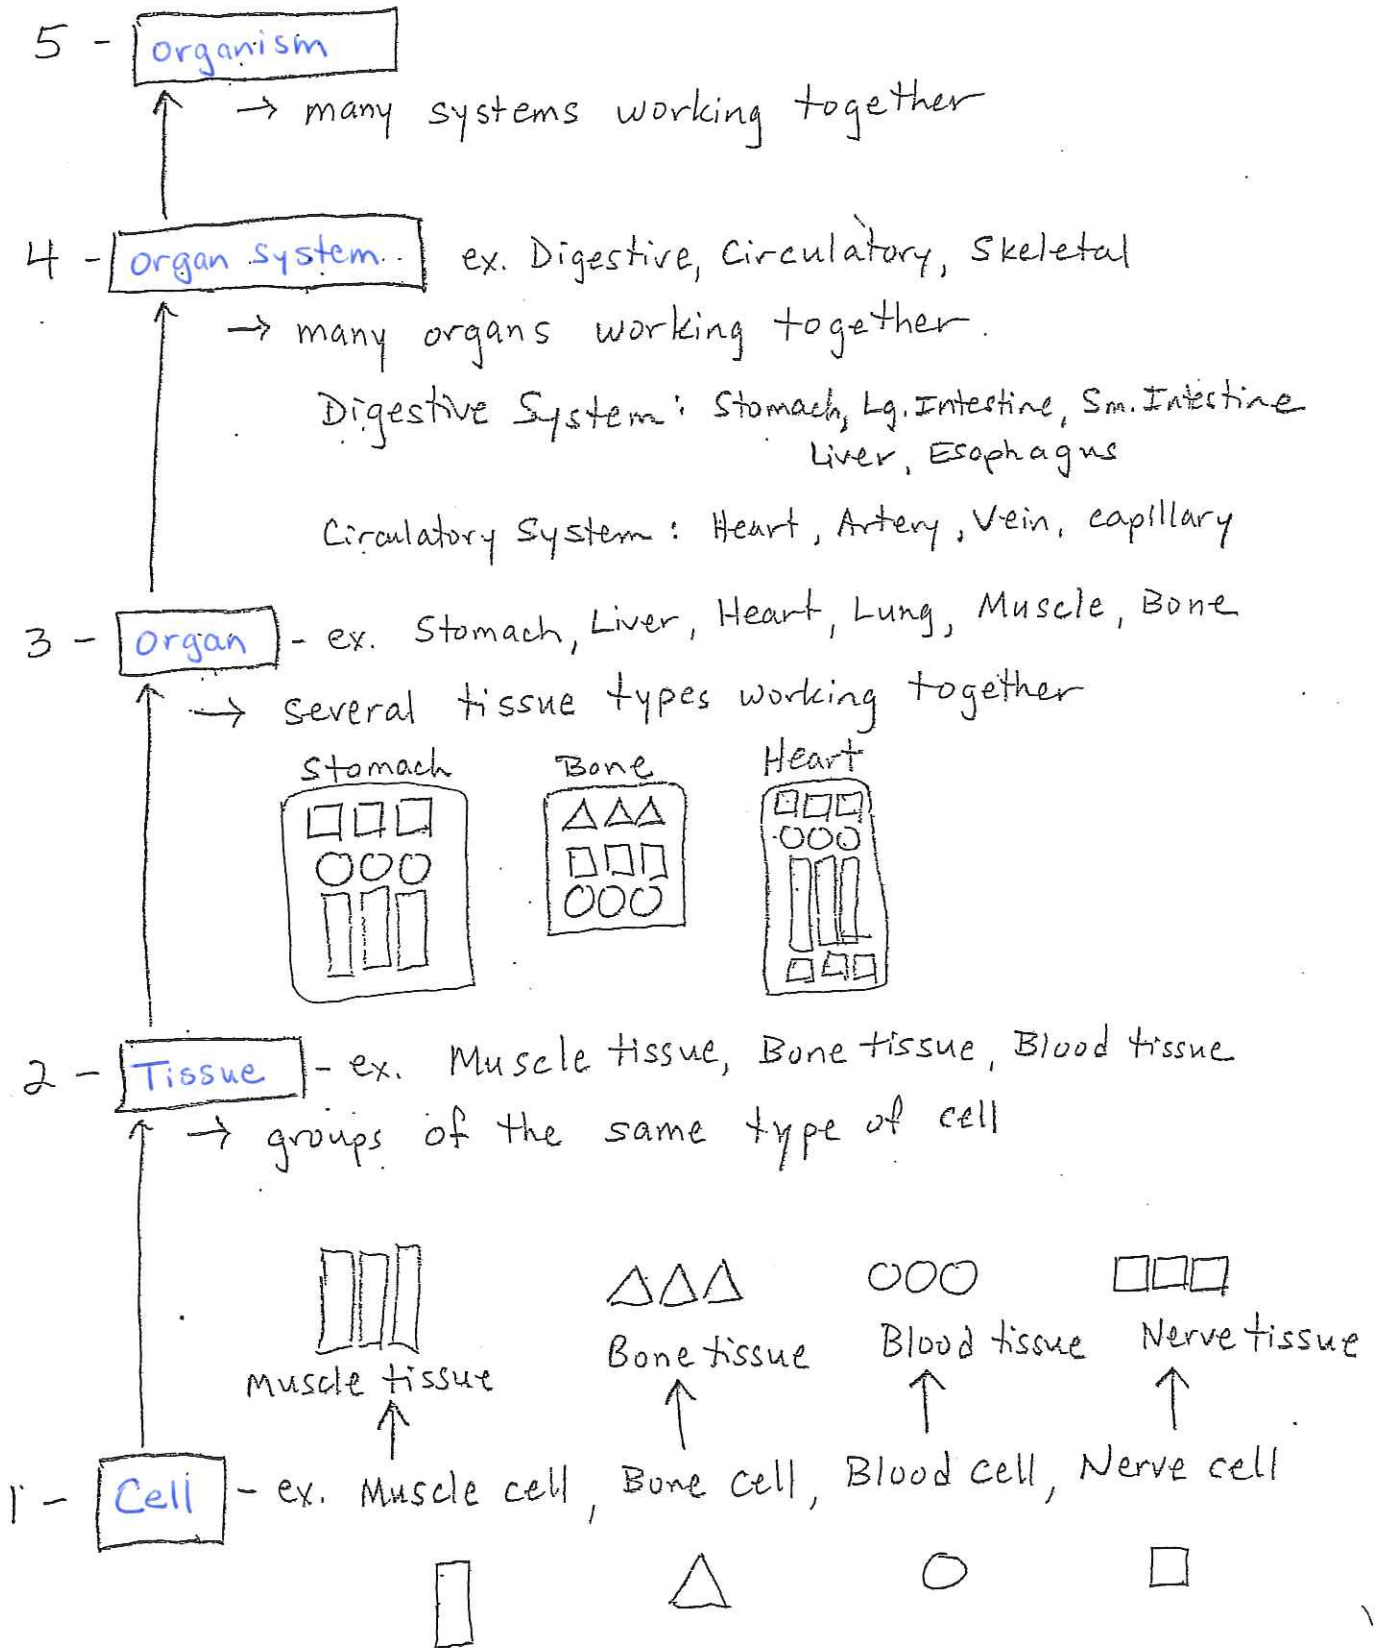 5 - Organism
→ many systems working together
4 - Organ System ex. Digestive, Circulatory, Skeletal
→ many organs working together.
Digestive System: Stomach, Lg. Intestine, Sm. Intestine
Liver, Esophagus
Circulatory System: Heart, Artery, Vein, capillary
3 - Organ - ex. Stomach, Liver, Heart, Lung, Muscle, Bone
→ several tissue types working together
Stomach Bone Heart
2 - Tissue - ex. Muscle tissue, Bone tissue, Blood tissue
→ groups of the same type of cell
Muscle tissue Bone tissue Blood tissue Nerve tissue
1 - Cell - ex. Muscle cell, Bone cell, Blood cell, Nerve cell